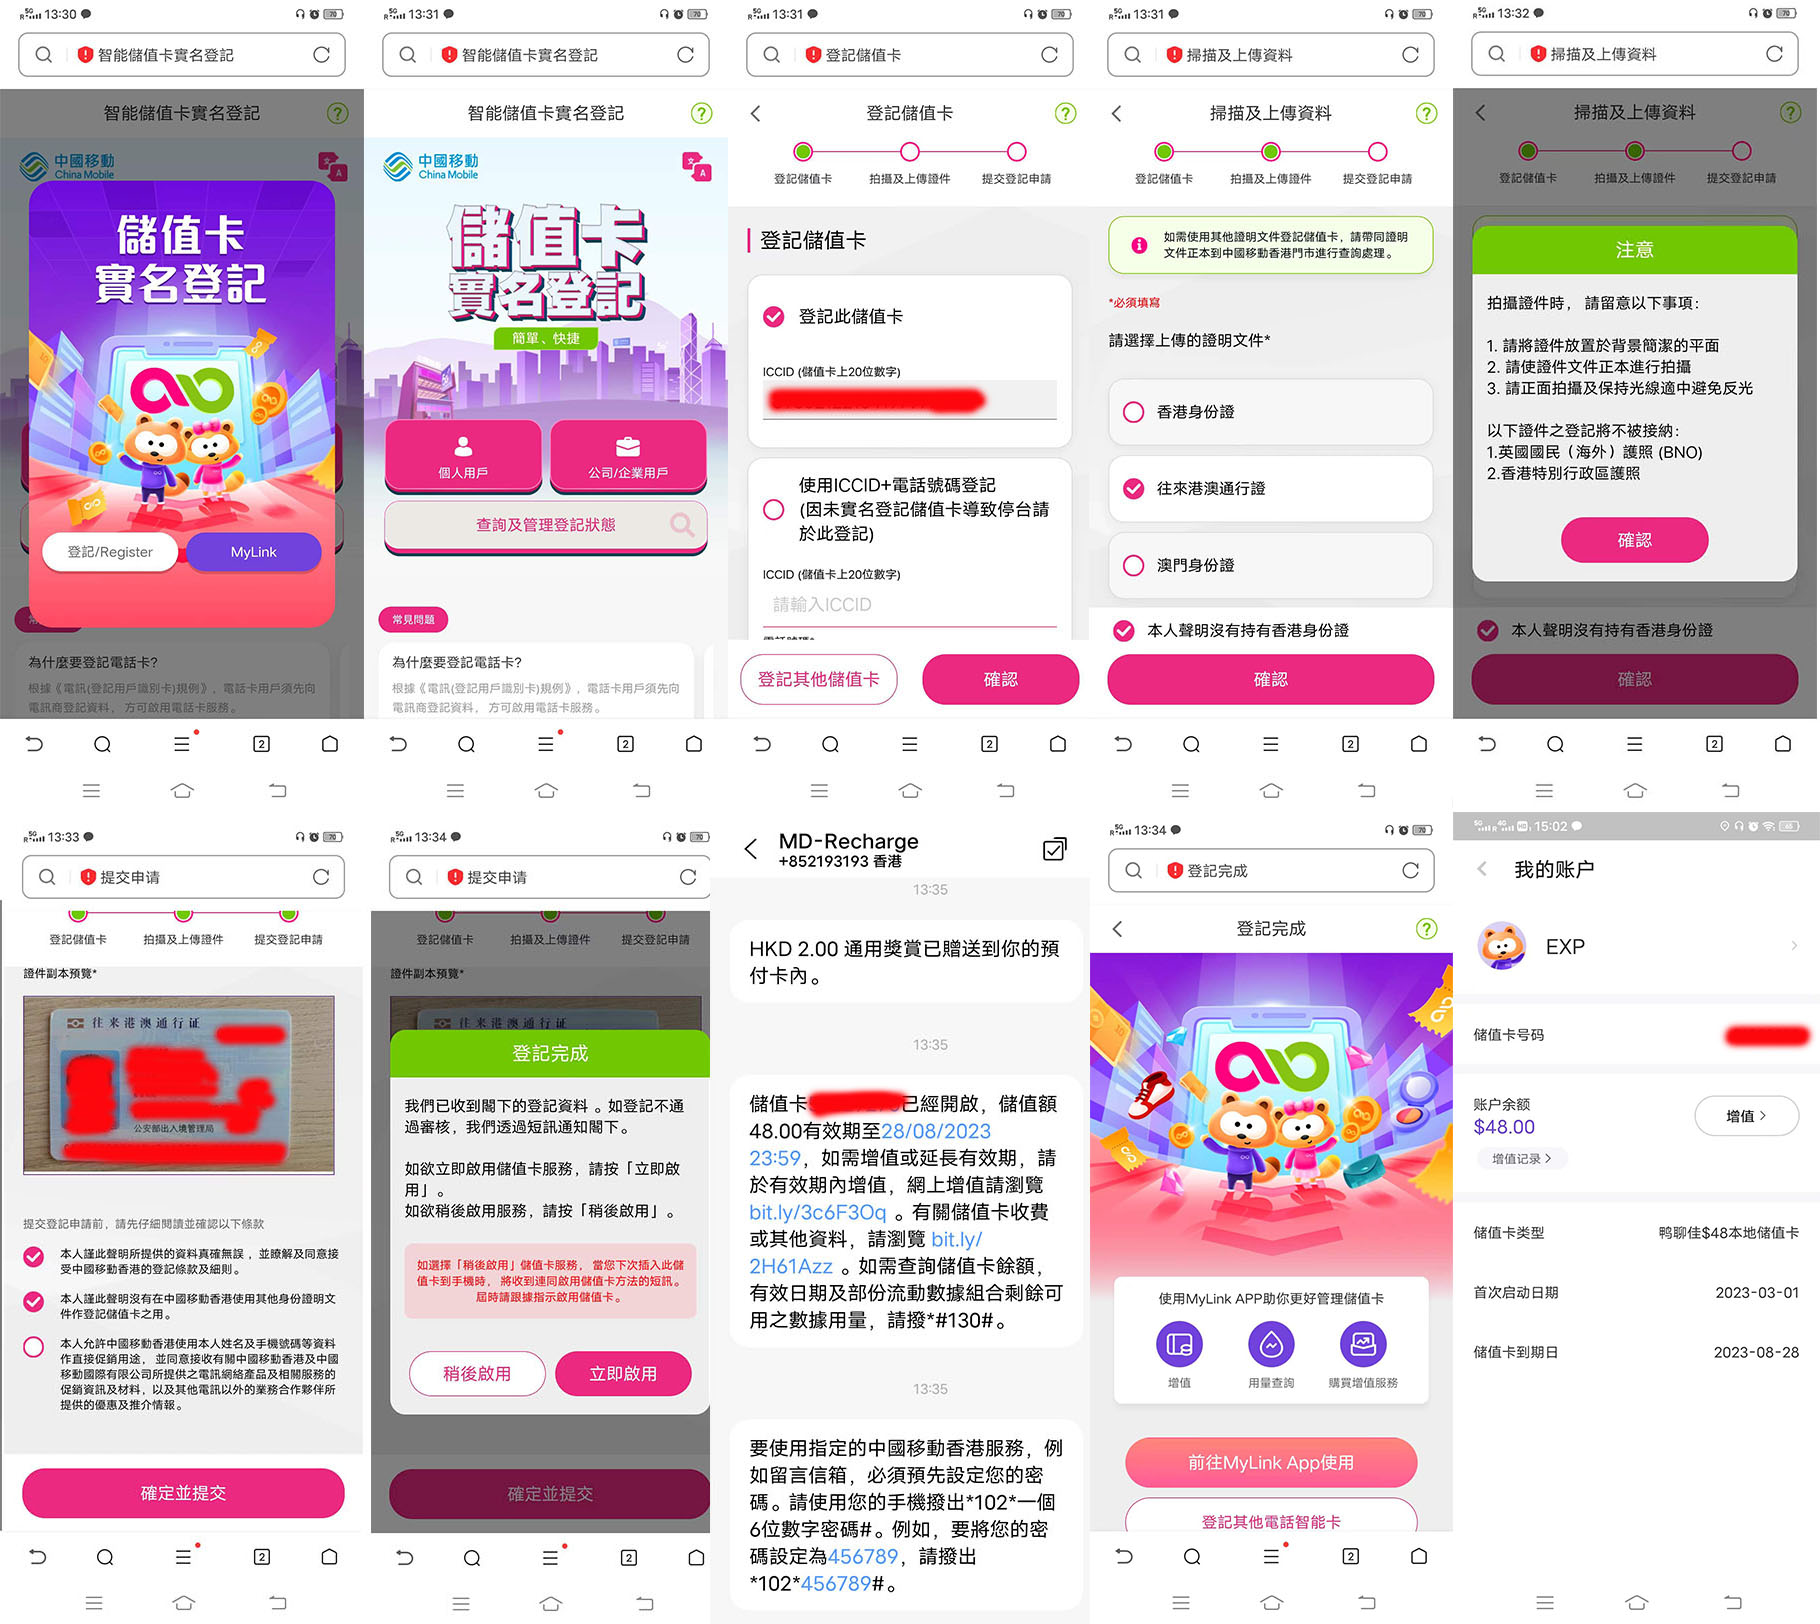 5G 13:30
70
智能儲值卡實名登記
智能儲值卡實名登記
?
中國移動
China Mobile
文 A
儲值卡
實名登記
登記/Register
MyLink
常
為什麼要登記電話卡?
根據《電訊(登記用戶識別卡)規例》，電話卡用戶須先向
電訊商登記資料， 方可啟用電話卡服務。
2
5G 13:31
70
智能儲值卡實名登記
智能儲值卡實名登記
?
中國移動
China Mobile
文 A
儲值卡
實名登記
簡單、快捷
個人用戶
公司/企業用戶
查詢及管理登記狀態
常見問題
為什麼要登記電話卡?
根據《電訊(登記用戶識別卡)規例》，電話卡用戶須先向
電訊商登記資料， 方可啟用電話卡服務。
2
5G 13:31
70
登記儲值卡
登記儲值卡
?
登記儲值卡
拍攝及上傳證件
提交登記申請
登記儲值卡
登記此儲值卡
ICCID (儲值卡上20位數字)
使用ICCID+電話號碼登記
(因未實名登記儲值卡導致停台請
於此登記)
ICCID (儲值卡上20位數字)
請輸入ICCID
登記其他儲值卡
確認
2
5G 13:31
70
掃描及上傳資料
掃描及上傳資料
?
登記儲值卡
拍攝及上傳證件
提交登記申請
如需使用其他證明文件登記儲值卡，請帶同證明
文件正本到中國移動香港門市進行查詢處理。
*必須填寫
請選擇上傳的證明文件*
香港身份證
往來港澳通行證
澳門身份證
本人聲明沒有持有香港身份證
確認
2
5G 13:32
70
掃描及上傳資料
掃描及上傳資料
?
登記儲值卡
拍攝及上傳證件
提交登記申請
注意
拍攝證件時， 請留意以下事項:
1. 請將證件放置於背景簡潔的平面
2. 請使證件文件正本進行拍攝
3. 請正面拍攝及保持光線適中避免反光
以下證件之登記將不被接納:
1.英國國民（海外）護照 (BNO)
2.香港特別行政區護照
確認
本人聲明沒有持有香港身份證
確認
2
5G 13:33
70
提交申请
登記儲值卡
拍攝及上傳證件
提交登記申請
證件副本預覽*
往来港澳通行证
公安部出入境管理局
提交登記申請前，請先仔細閱讀並確認以下條款
本人謹此聲明所提供的資料真確無誤 ，並瞭解及同意接
受中國移動香港的登記條款及細則。
本人謹此聲明沒有在中國移動香港使用其他身份證明文
件作登記儲值卡之用。
本人允許中國移動香港使用本人姓名及手機號碼等資料
作直接促銷用途， 並同意接收有關中國移動香港及中國
移動國際有限公司所提供之電訊網絡產品及相關服務的
促銷資訊及材料，以及其他電訊以外的業務合作夥伴所
提供的優惠及推介情報。
確定並提交
2
5G 13:34
70
提交申请
登記儲值卡
拍攝及上傳證件
提交登記申請
證件副本預覽*
往来港澳通行证
登記完成
我們已收到閣下的登記資料 。如登記不通
過審核，我們透過短訊通知閣下。
如欲立即啟用儲值卡服務，請按「立即啟
用」。
如欲稍後啟用服務，請按「稍後啟用」。
如選擇「稍後啟用」儲值卡服務， 當您下次插入此儲
值卡到手機時， 將收到連同啟用儲值卡方法的短訊。
屆時請跟據指示啟用儲值卡。
稍後啟用
立即啟用
確定並提交
2
MD-Recharge
+852193193 香港
13:35
HKD 2.00 通用獎賞已贈送到你的預
付卡內。
13:35
儲值卡
已經開啟，儲值額
48.00有效期至28/08/2023
23:59，如需增值或延長有效期，請
於有效期內增值，網上增值請瀏覽
bit.ly/3c6F3Oq 。有關儲值卡收費
或其他資料，請瀏覽 bit.ly/
2H61Azz 。如需查詢儲值卡餘額，
有效日期及部份流動數據組合剩餘可
用之數據用量，請撥*#130#。
13:35
要使用指定的中國移動香港服務，例
如留言信箱，必須預先設定您的密
碼。請使用您的手機撥出*102*一個
6位數字密碼#。例如，要將您的密
碼設定為456789，請撥出
*102*456789#。
5G 13:34
70
登記完成
登記完成
?
使用MyLink APP助你更好管理儲值卡
增值
用量查詢
購買增值服務
前往MyLink App使用
登記其他電話智能卡
2
5G 4G HD 15:02
65
我的账户
EXP
储值卡号码
账户余额
$48.00
增值
增值记录
储值卡类型
鸭聊佳$48本地储值卡
首次启动日期
2023-03-01
储值卡到期日
2023-08-28